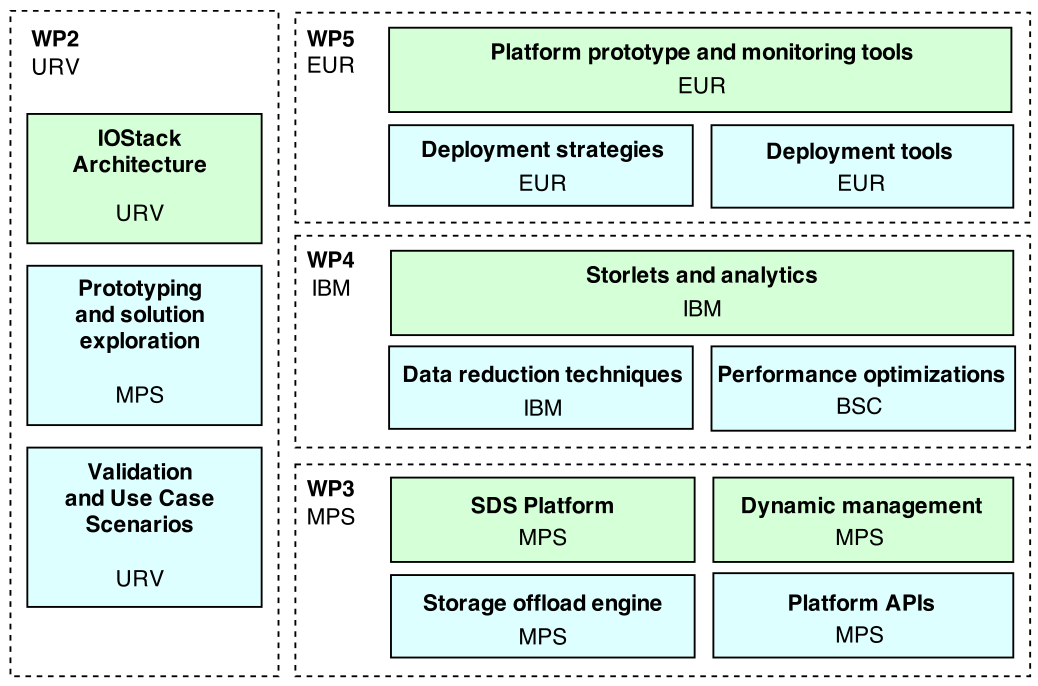 WP2
URV
IOStack
Architecture
URV
Prototyping
and solution
exploration
MPS
Validation
and Use Case
Scenarios
URV
WP5
EUR
Platform prototype and monitoring tools
EUR
Deployment strategies
EUR
Deployment tools
EUR
WP4
IBM
Storlets and analytics
IBM
Data reduction techniques
IBM
Performance optimizations
BSC
WP3
MPS
SDS Platform
MPS
Dynamic management
MPS
Storage offload engine
MPS
Platform APIs
MPS